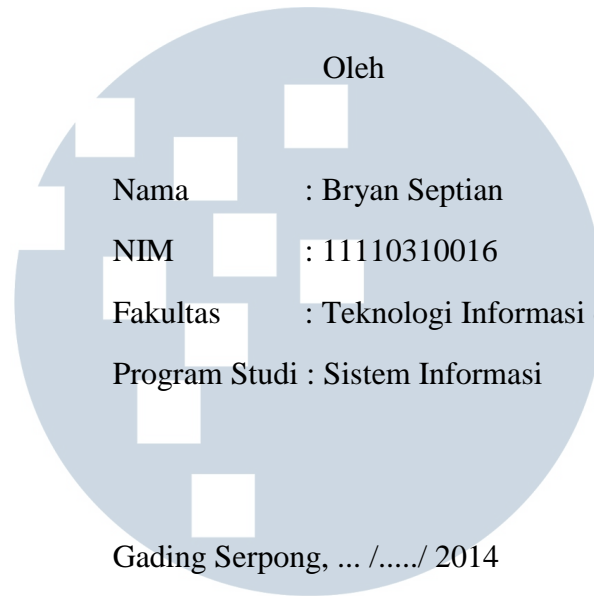 Oleh
Nama : Bryan Septian
NIM : 11110310016
Fakultas : Teknologi Informasi
Program Studi : Sistem Informasi
Gading Serpong, ... /...../ 2014